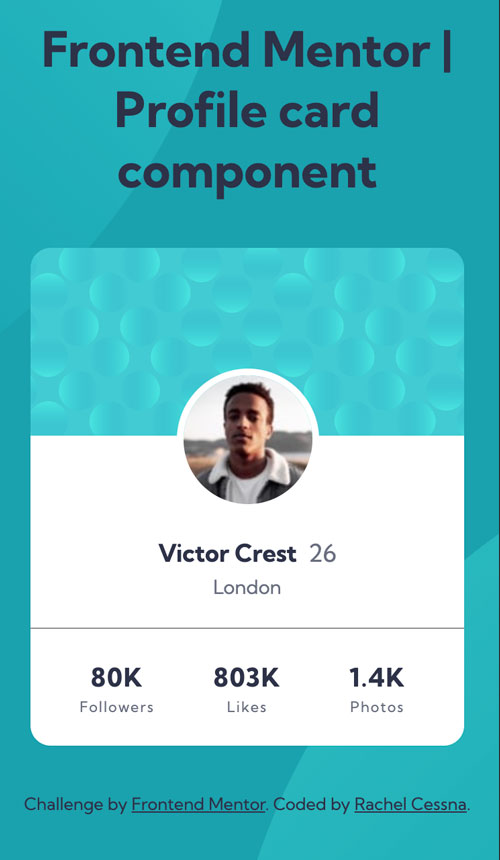 Frontend Mentor |
Profile card
component
Victor Crest 26
London
80K 803K 1.4K
Followers Likes Photos
Challenge by Frontend Mentor. Coded by Rachel Cessna.